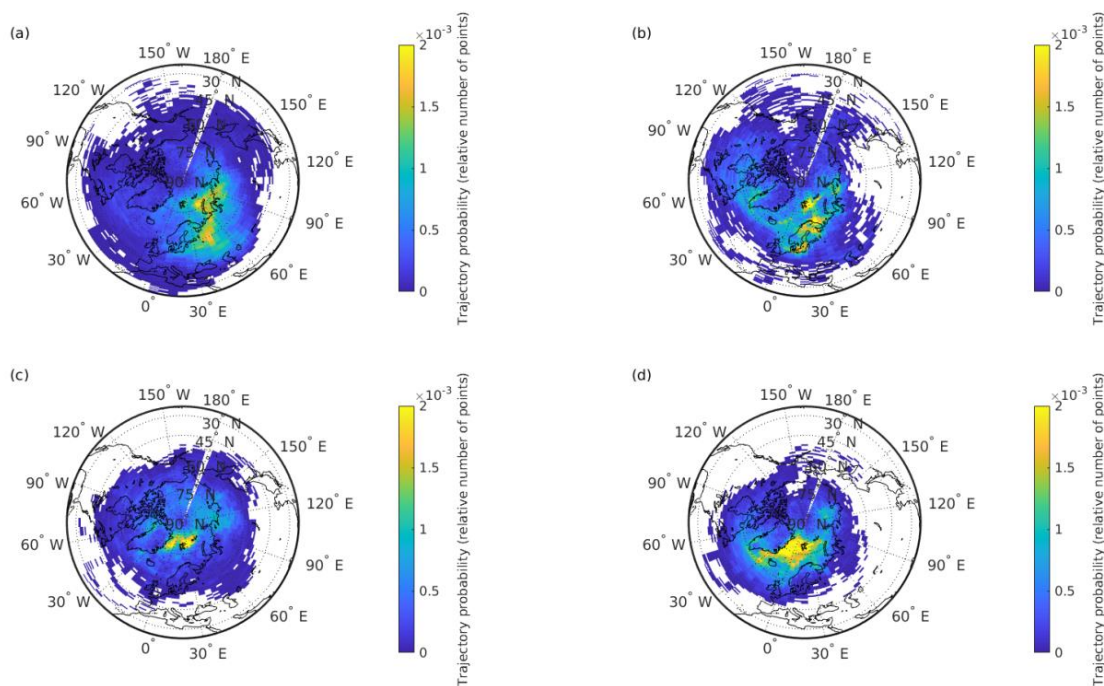 (a)
150° W
180° E
30° N
45° N
75
90° N
120° W
90° W
60° W
30° W
0°
30° E
60° E
90° E
120° E
150° E
×10⁻³
2
1.5
1
0.5
0
Trajectory probability (relative number of points)
(b)
150° W
180° E
30° N
45° N
75
90° N
120° W
90° W
60° W
30° W
0°
30° E
60° E
90° E
120° E
150° E
×10⁻³
2
1.5
1
0.5
0
Trajectory probability (relative number of points)
(c)
150° W
180° E
30° N
45° N
75
90° N
120° W
90° W
60° W
30° W
0°
30° E
60° E
90° E
120° E
150° E
×10⁻³
2
1.5
1
0.5
0
Trajectory probability (relative number of points)
(d)
150° W
180° E
30° N
45° N
90° N
120° W
90° W
60° W
30° W
0°
30° E
60° E
90° E
120° E
150° E
×10⁻³
2
1.5
1
0.5
0
Trajectory probability (relative number of points)